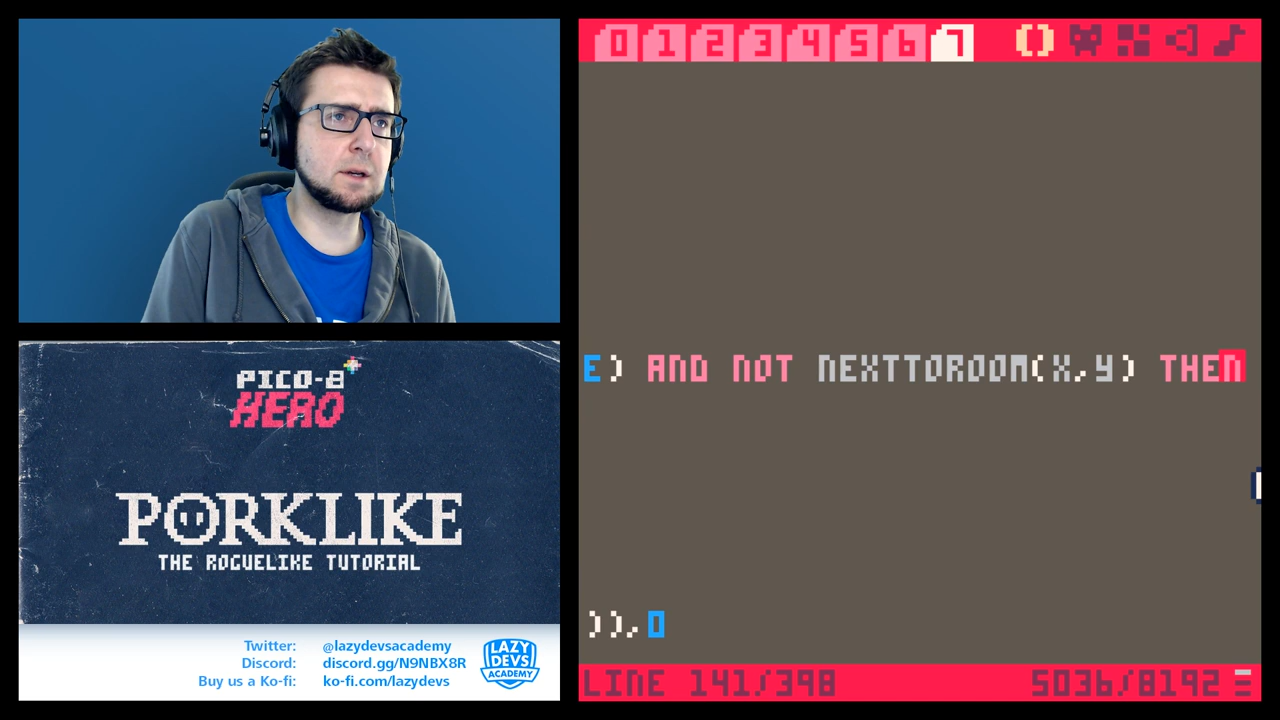 0 1 2 3 4 5 6 7 ()
E) AND NOT NEXTTOROOM(X,Y) THEN
)),0
LINE 141/398 5036/8192
PICO-8
HERO
PORKLIKE
THE ROGUELIKE TUTORIAL
Twitter: @lazydevsacademy
Discord: discord.gg/N9NBX8R
Buy us a Ko-fi: ko-fi.com/lazydevs
LAZY
DEVS
ACADEMY